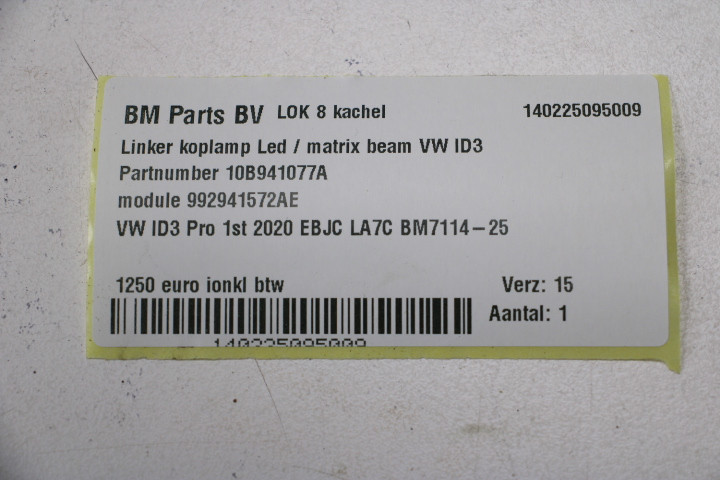 BM Parts BV LOK 8 kachel 140225095009
Linker koplamp Led / matrix beam VW ID3
Partnumber 10B941077A
module 992941572AE
VW ID3 Pro 1st 2020 EBJC LA7C BM7114-25
1250 euro ionkl btw Verz: 15
Aantal: 1
140225095009